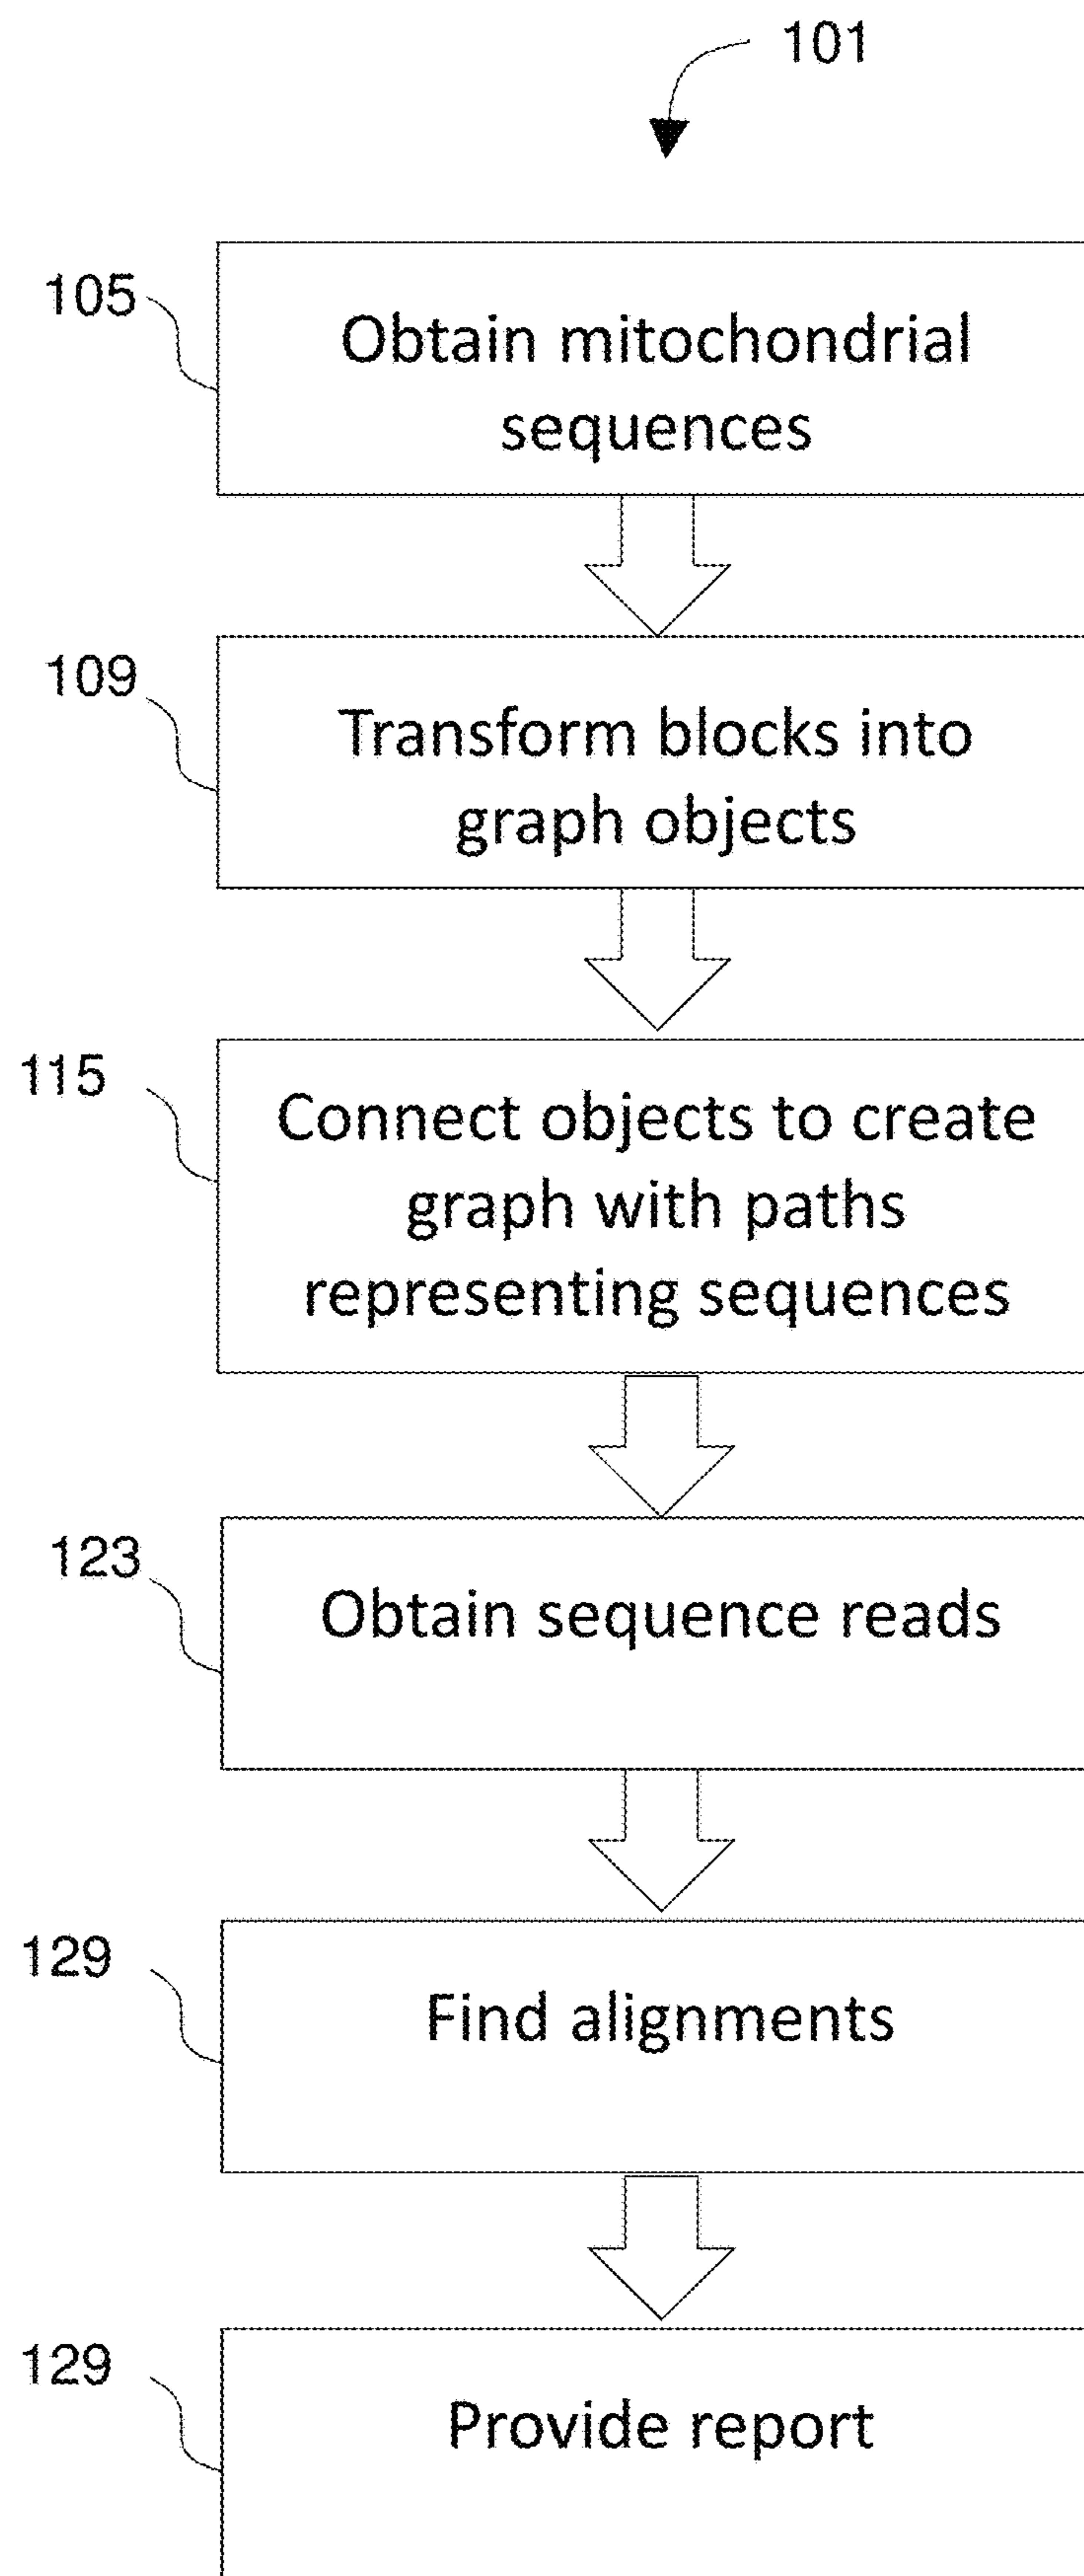 101
105
Obtain mitochondrial
sequences
109
Transform blocks into
graph objects
115
Connect objects to create
graph with paths
representing sequences
123
Obtain sequence reads
129
Find alignments
129
Provide report